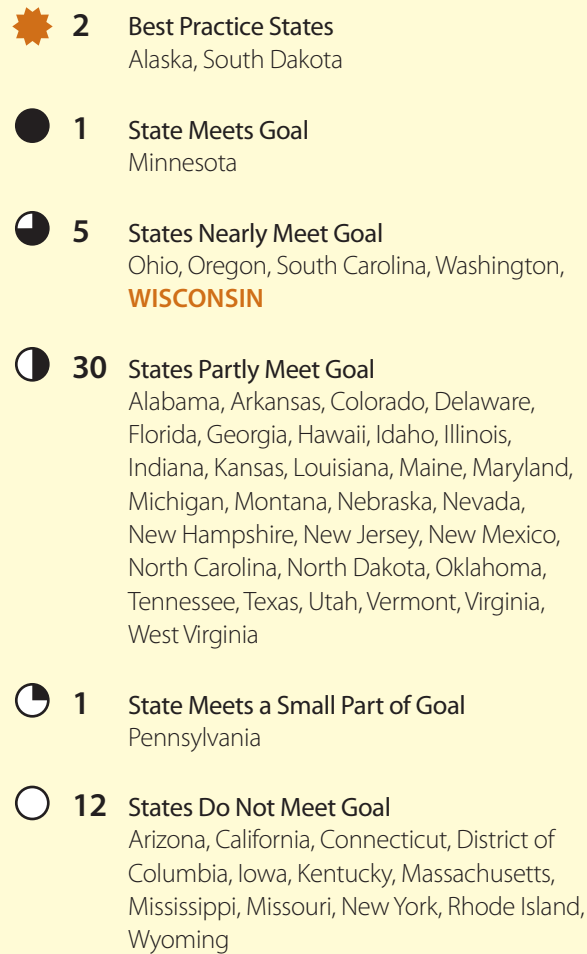 2 Best Practice States
Alaska, South Dakota
1 State Meets Goal
Minnesota
5 States Nearly Meet Goal
Ohio, Oregon, South Carolina, Washington,
WISCONSIN
30 States Partly Meet Goal
Alabama, Arkansas, Colorado, Delaware,
Florida, Georgia, Hawaii, Idaho, Illinois,
Indiana, Kansas, Louisiana, Maine, Maryland,
Michigan, Montana, Nebraska, Nevada,
New Hampshire, New Jersey, New Mexico,
North Carolina, North Dakota, Oklahoma,
Tennessee, Texas, Utah, Vermont, Virginia,
West Virginia
1 State Meets a Small Part of Goal
Pennsylvania
12 States Do Not Meet Goal
Arizona, California, Connecticut, District of
Columbia, Iowa, Kentucky, Massachusetts,
Mississippi, Missouri, New York, Rhode Island,
Wyoming